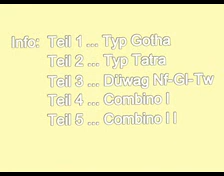 Info: Teil 1 ... Typ Gotha
Teil 2 ... Typ Tatra
Teil 3 ... Düwag Nf-Gl-Tw
Teil 4 ... Combino I
Teil 5 ... Combino I I